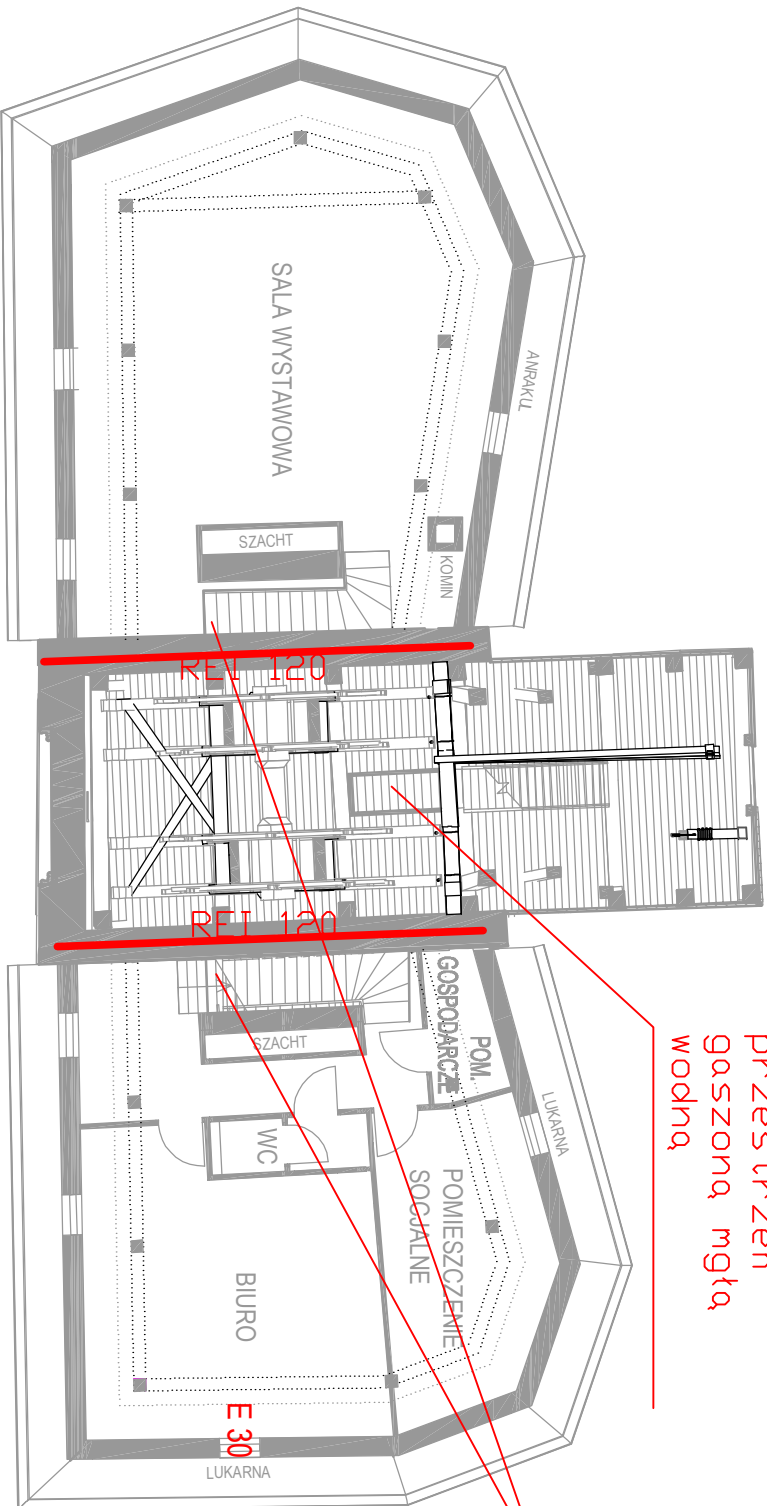 SALA WYSTAWOWA
ANRAKUL
SZACHT
KOMIN
REI 120
REI 120
przestrzeń
gaszona mgłą
wodną
POM.
GOSPODARCZE
SZACHT
WC
LUKARNA
POMIESZCZENIE
SOCJALNE
BIURO
E 30
LUKARNA